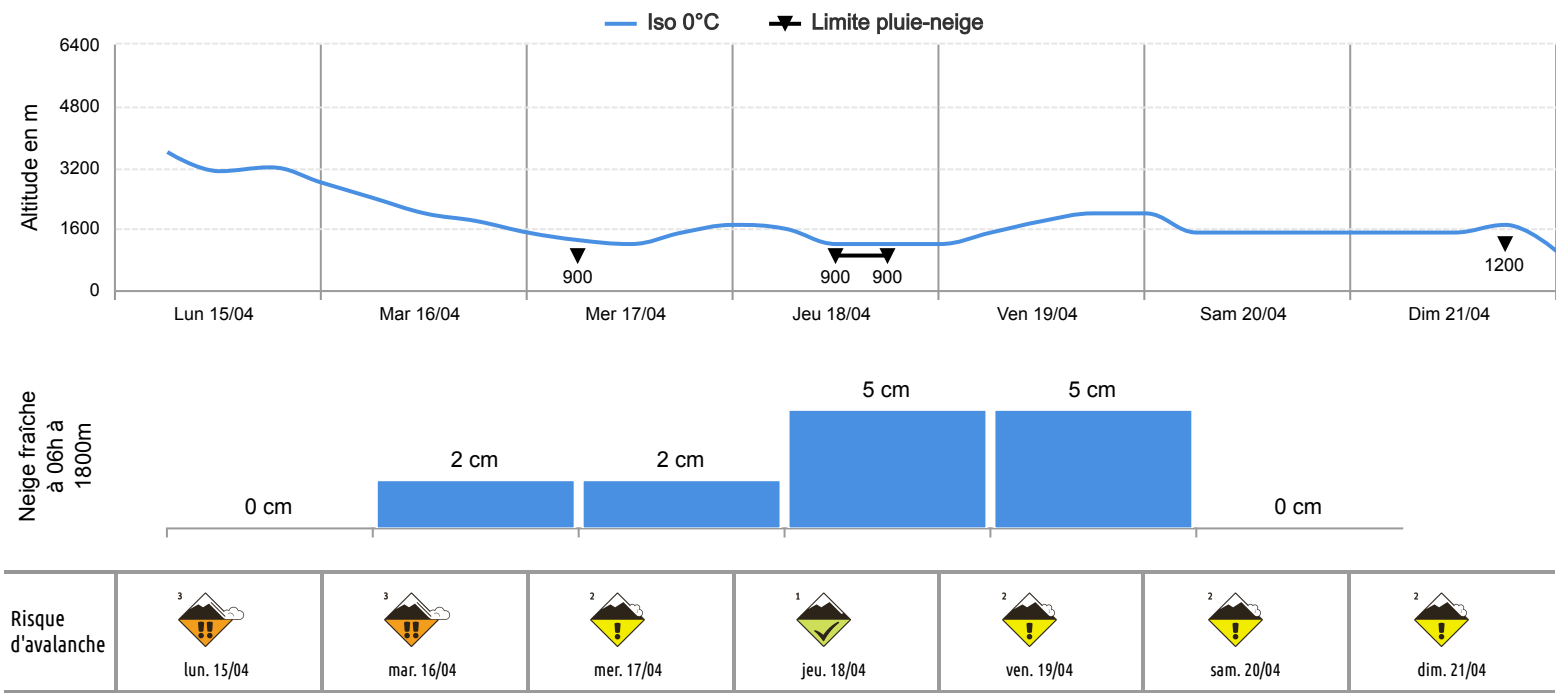 Iso 0°C Limite pluie-neige
Altitude en m
6400
4800
3200
1600
0
900
900 900
1200
Lun 15/04 Mar 16/04 Mer 17/04 Jeu 18/04 Ven 19/04 Sam 20/04 Dim 21/04
Neige fraîche
à 06h à
1800m
0 cm 2 cm 2 cm 5 cm 5 cm 0 cm
Risque
d'avalanche
3 3 2 1 2 2 2
!! !! ! ! ! !
lun. 15/04 mar. 16/04 mer. 17/04 jeu. 18/04 ven. 19/04 sam. 20/04 dim. 21/04